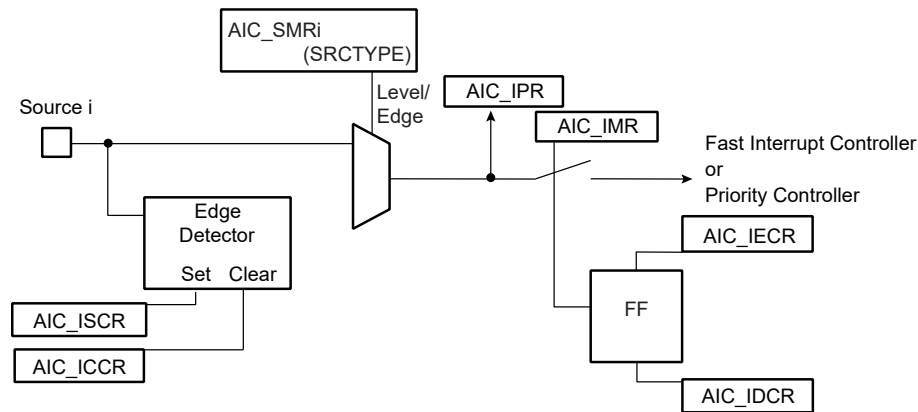 AIC_SMRi
(SRCTYPE)
Level/
Edge
AIC_IPR
Source i
AIC_IMR
Fast Interrupt Controller
or
Priority Controller
Edge
Detector
Set Clear
AIC_IECR
FF
AIC_ISCR
AIC_ICCR
AIC_IDCR